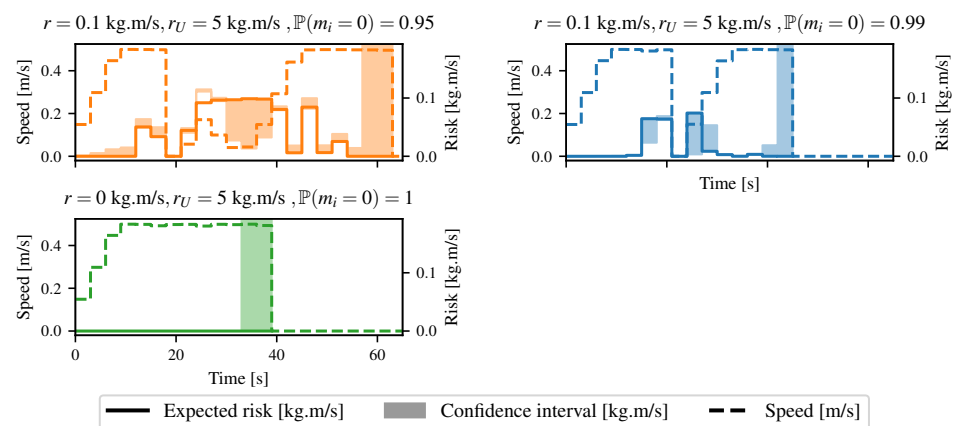 r = 0.1 kg.m/s, r_U = 5 kg.m/s , ℙ(m_i = 0) = 0.95
r = 0.1 kg.m/s, r_U = 5 kg.m/s , ℙ(m_i = 0) = 0.99
Speed [m/s]
0.4
0.2
0.0
0.1
0.0
Risk [kg.m/s]
Speed [m/s]
0.4
0.2
0.0
0.1
0.0
Risk [kg.m/s]
Time [s]
r = 0 kg.m/s, r_U = 5 kg.m/s , ℙ(m_i = 0) = 1
Speed [m/s]
0.4
0.2
0.0
0.1
0.0
Risk [kg.m/s]
0 20 40 60
Time [s]
Expected risk [kg.m/s] Confidence interval [kg.m/s] Speed [m/s]